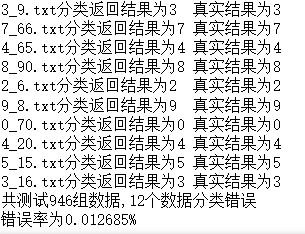 3_9.txt分类返回结果为3 真实结果为3
7_66.txt分类返回结果为7 真实结果为7
4_65.txt分类返回结果为4 真实结果为4
8_90.txt分类返回结果为8 真实结果为8
2_6.txt分类返回结果为2 真实结果为2
9_8.txt分类返回结果为9 真实结果为9
0_70.txt分类返回结果为0 真实结果为0
4_20.txt分类返回结果为4 真实结果为4
5_15.txt分类返回结果为5 真实结果为5
3_16.txt分类返回结果为3 真实结果为3
共测试946组数据,12个数据分类错误
错误率为0.012685%